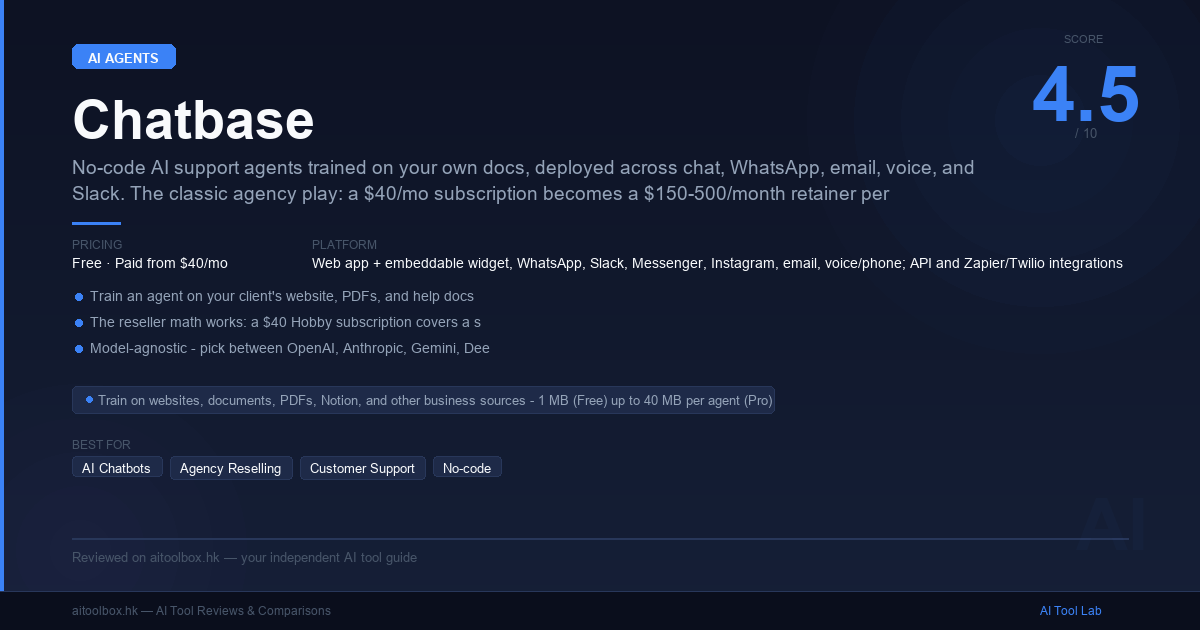 AI AGENTS
SCORE
4.5
/ 10
Chatbase
No-code AI support agents trained on your own docs, deployed across chat, WhatsApp, email, voice, and
Slack. The classic agency play: a $40/mo subscription becomes a $150-500/month retainer per
PRICING
Free · Paid from $40/mo
PLATFORM
Web app + embeddable widget, WhatsApp, Slack, Messenger, Instagram, email, voice/phone; API and Zapier/Twilio integrations
Train an agent on your client's website, PDFs, and help docs
The reseller math works: a $40 Hobby subscription covers a s
Model-agnostic - pick between OpenAI, Anthropic, Gemini, Dee
Train on websites, documents, PDFs, Notion, and other business sources - 1 MB (Free) up to 40 MB per agent (Pro)
BEST FOR
AI Chatbots
Agency Reselling
Customer Support
No-code
AI
Reviewed on aitoolbox.hk — your independent AI tool guide
aitoolbox.hk — AI Tool Reviews & Comparisons
AI Tool Lab